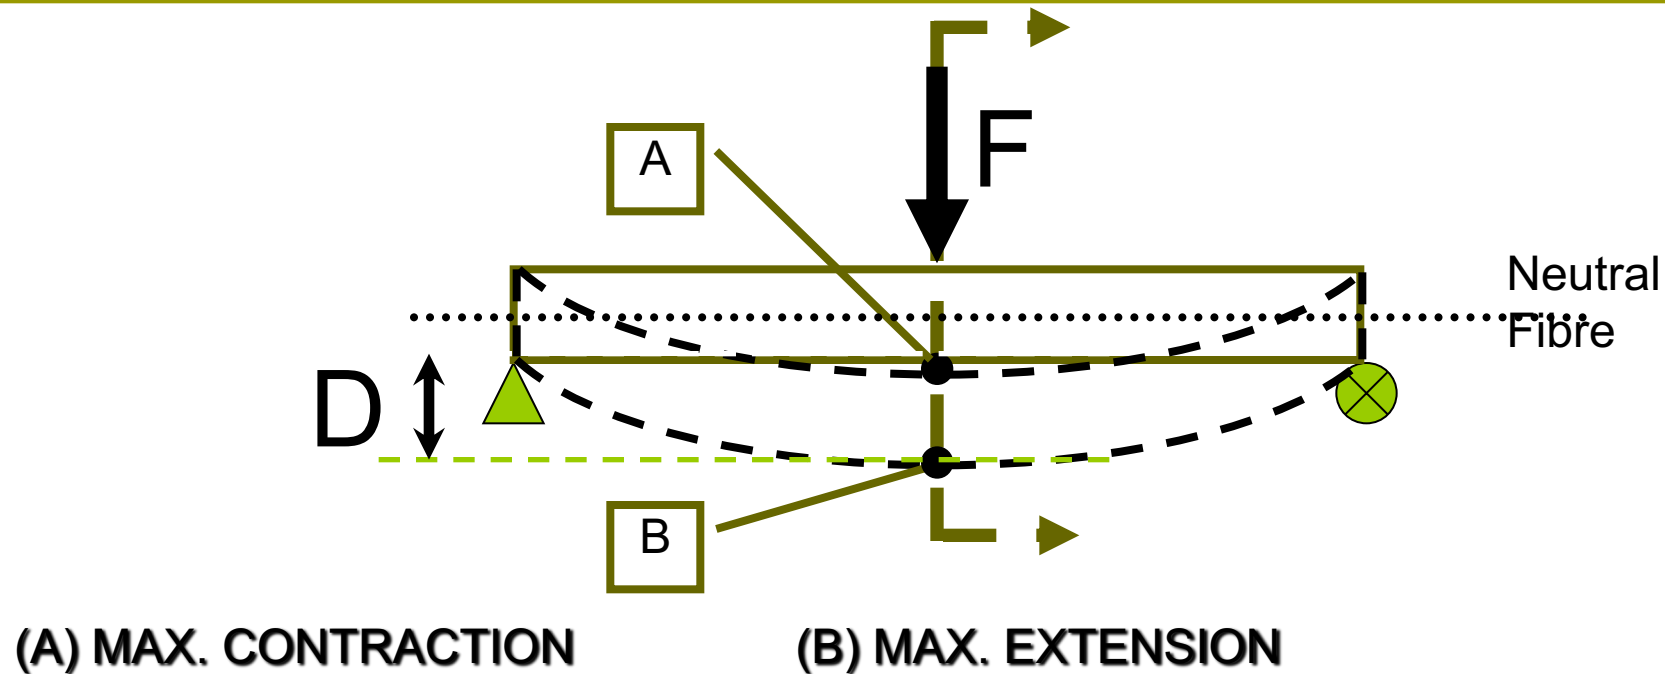 F
A
Neutral
Fibre
D
B
(A) MAX. CONTRACTION
(B) MAX. EXTENSION